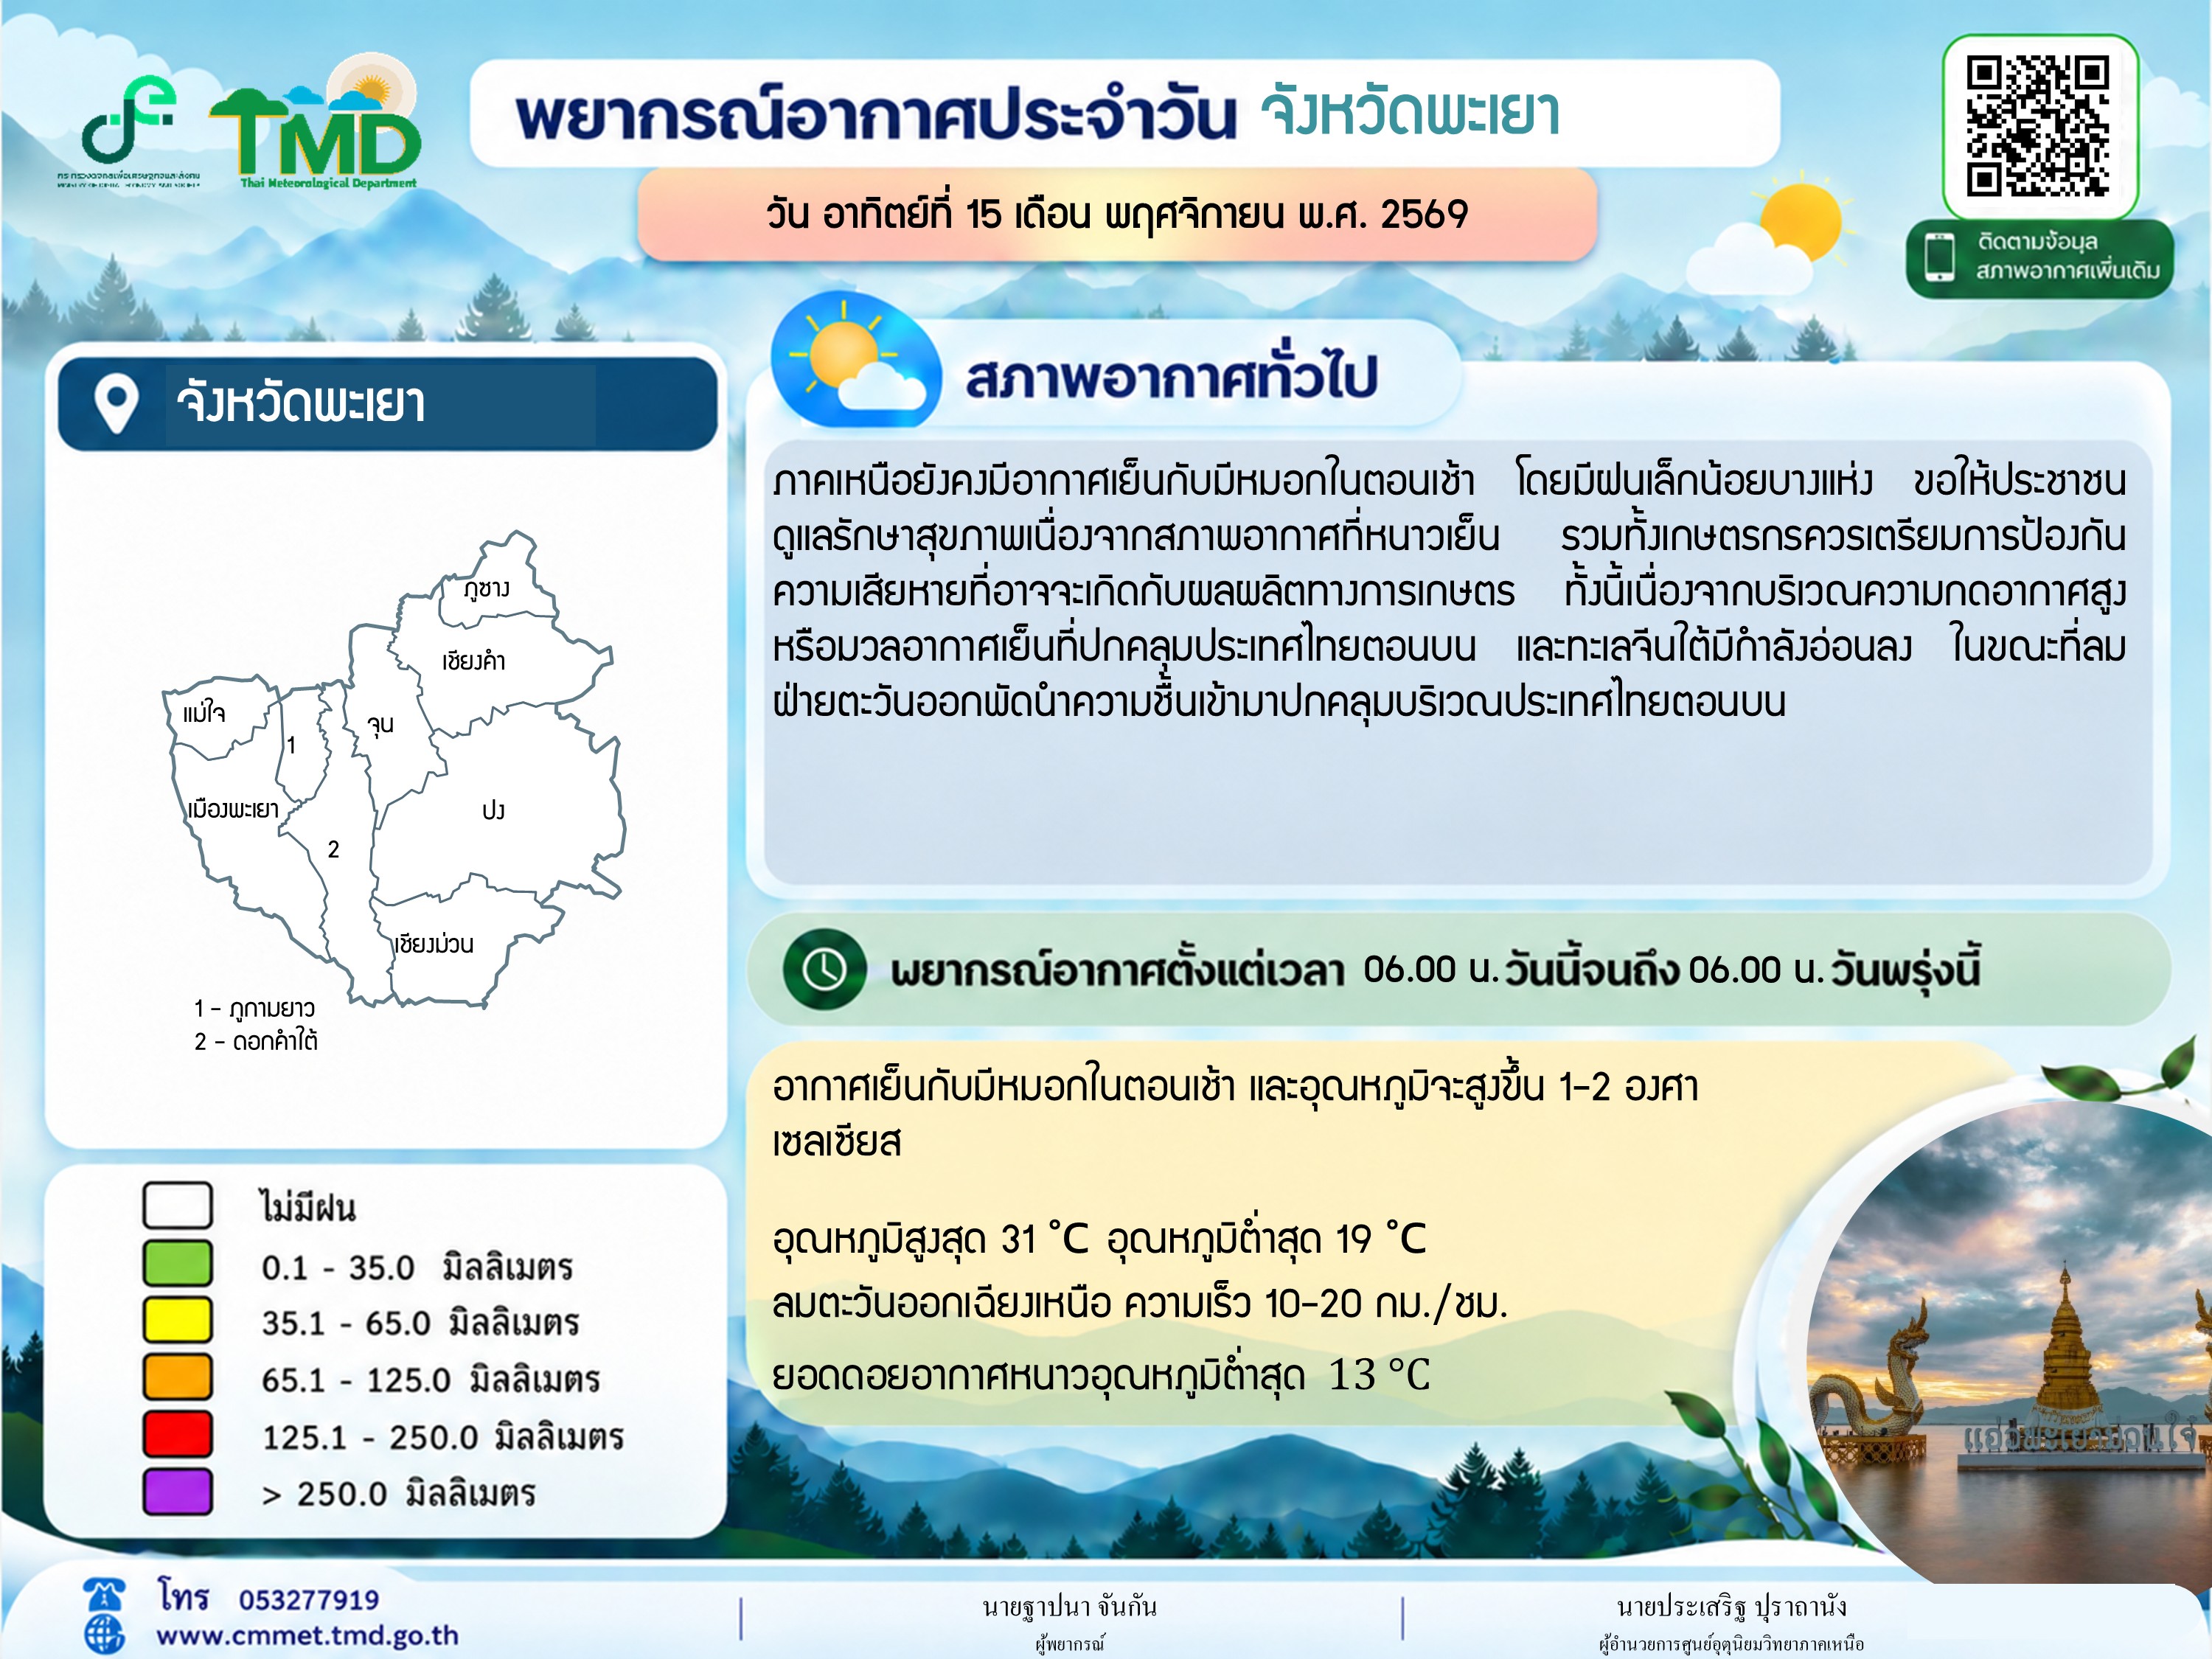 TMD
Thai Meteorological Department
พยากรณ์อากาศประจำวัน จังหวัดพะเยา
วัน อาทิตย์ที่ 15 เดือน พฤศจิกายน พ.ศ. 2569
สภาพอากาศเพิ่มเติม
จังหวัดพะเยา
ภูซาง
เชียงคำ
แม่ใจ
จุน
1
เมืองพะเยา
ปง
2
เชียงม่วน
1 - ภูกามยาว
2 - ดอกคำใต้
ไม่มีฝน
0.1 - 35.0 มิลลิเมตร
35.1 - 65.0 มิลลิเมตร
65.1 - 125.0 มิลลิเมตร
125.1 - 250.0 มิลลิเมตร
> 250.0 มิลลิเมตร
สภาพอากาศทั่วไป
ภาคเหนือยังคงมีอากาศเย็นกับมีหมอกในตอนเช้า โดยมีฝนเล็กน้อยบางแห่ง ขอให้ประชาชน
ดูแลรักษาสุขภาพเนื่องจากสภาพอากาศที่หนาวเย็น รวมทั้งเกษตรกรควรเตรียมการป้องกัน
ความเสียหายที่อาจจะเกิดกับผลผลิตทางการเกษตร ทั้งนี้เนื่องจากบริเวณความกดอากาศสูง
หรือมวลอากาศเย็นที่ปกคลุมประเทศไทยตอนบน และทะเลจีนใต้มีกำลังอ่อนลง ในขณะที่ลม
ฝ่ายตะวันออกพัดนำความชื้นเข้ามาปกคลุมบริเวณประเทศไทยตอนบน
พยากรณ์อากาศตั้งแต่เวลา 06.00 น. วันนี้จนถึง 06.00 น. วันพรุ่งนี้
อากาศเย็นกับมีหมอกในตอนเช้า และอุณหภูมิจะสูงขึ้น 1-2 องศา
เซลเซียส
อุณหภูมิสูงสุด 31 °C อุณหภูมิต่ำสุด 19 °C
ลมตะวันออกเฉียงเหนือ ความเร็ว 10-20 กม./ชม.
ยอดดอยอากาศหนาวอุณหภูมิต่ำสุด 13 °C
โทร 053277919
www.cmmet.tmd.go.th
นายฐาปนา จันกัน
ผู้พยากรณ์
นายประเสริฐ ปุราถานัง
ผู้อำนวยการศูนย์อุตุนิยมวิทยาภาคเหนือ